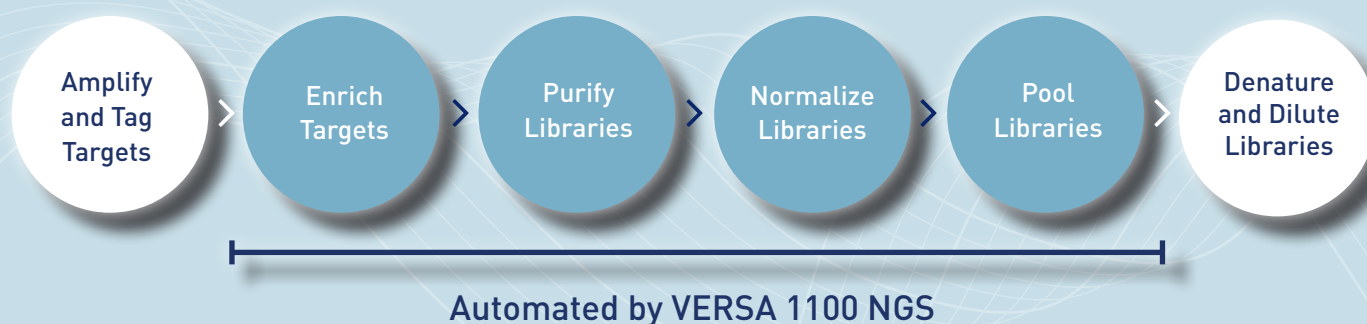 Amplify
and Tag
Targets
Enrich
Targets
Purify
Libraries
Normalize
Libraries
Pool
Libraries
Denature
and Dilute
Libraries
Automated by VERSA 1100 NGS